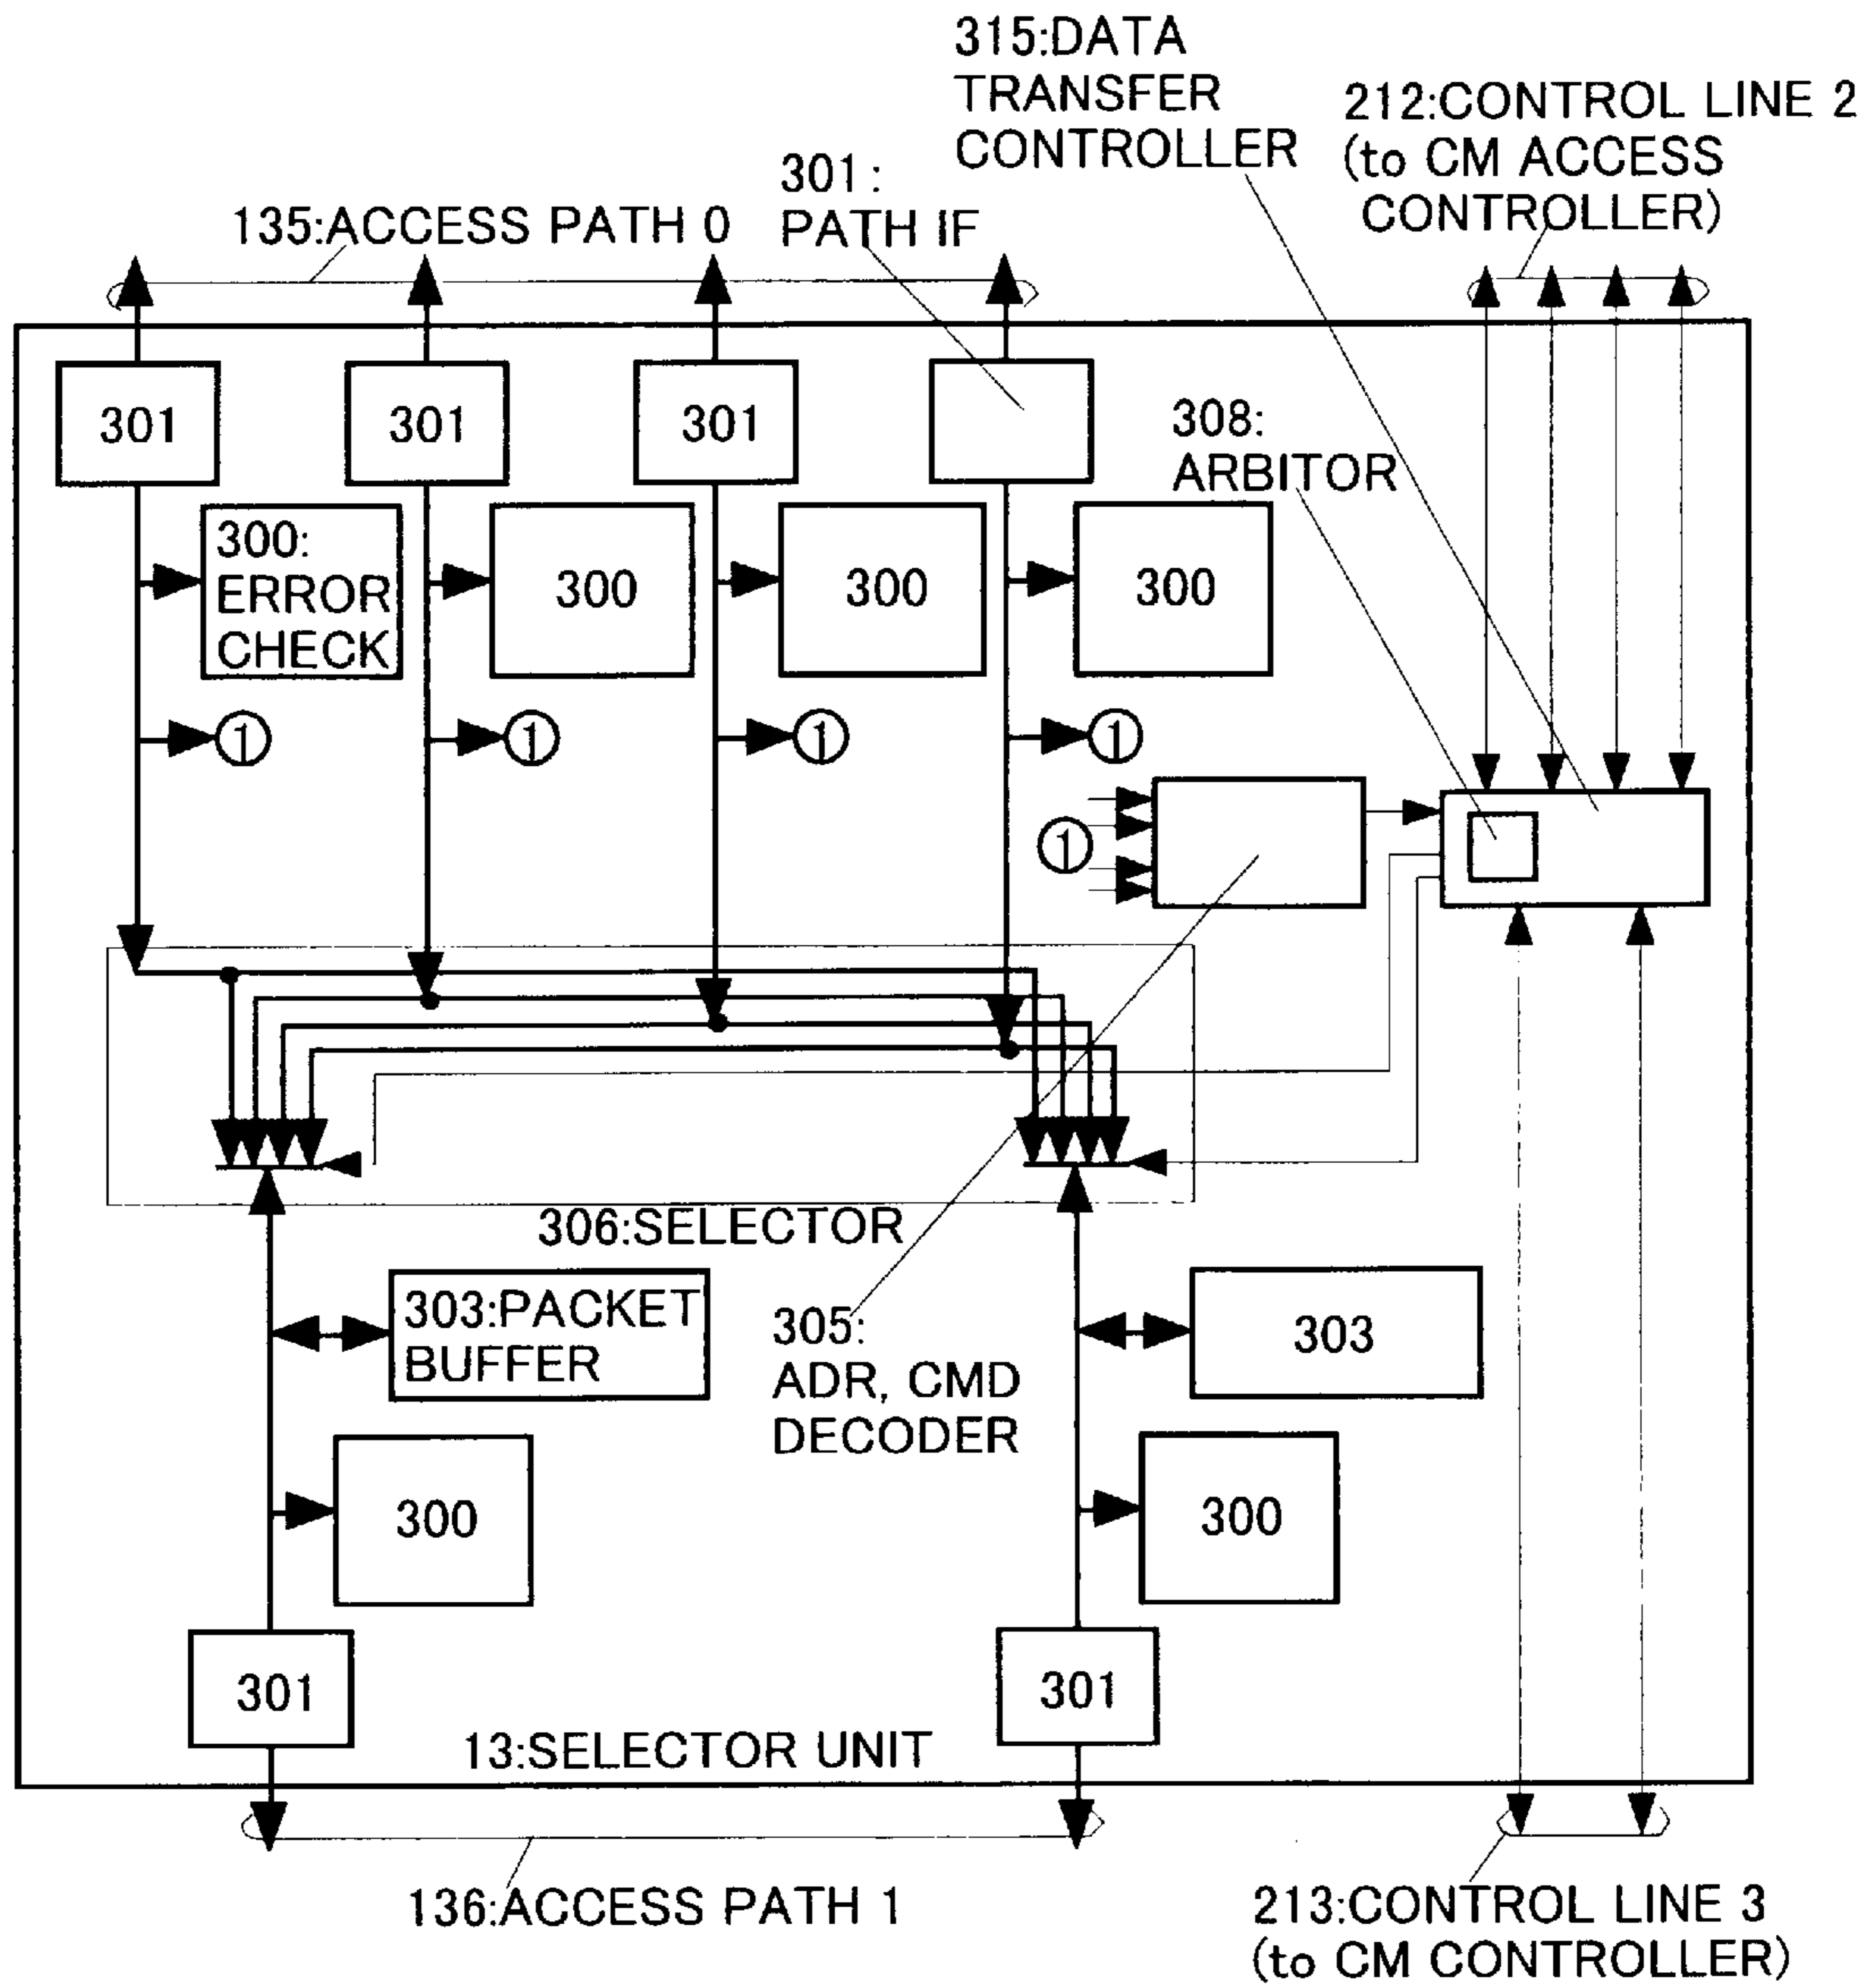 315:DATA
TRANSFER
CONTROLLER
212:CONTROL LINE 2
(to CM ACCESS
CONTROLLER)
301:
PATH IF
135:ACCESS PATH 0
301
301
301
308:
ARBITOR
300:
ERROR
CHECK
300
300
300
①
①
①
①
①
306:SELECTOR
303:PACKET
BUFFER
305:
ADR, CMD
DECODER
303
300
300
301
301
13:SELECTOR UNIT
136:ACCESS PATH 1
213:CONTROL LINE 3
(to CM CONTROLLER)